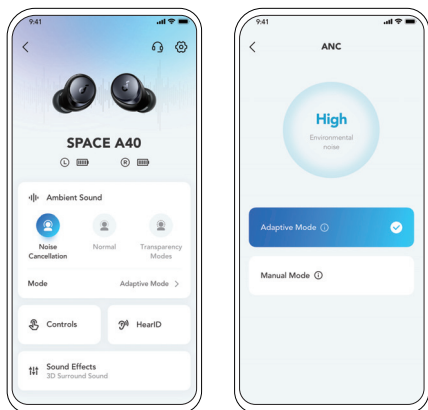 9:41
SPACE A40
L
R
Ambient Sound
Noise Cancellation
Normal
Transparency Modes
Mode
Adaptive Mode >
Controls
HearID
Sound Effects
3D Surround Sound
9:41
ANC
High
Environmental
noise
Adaptive Mode
Manual Mode